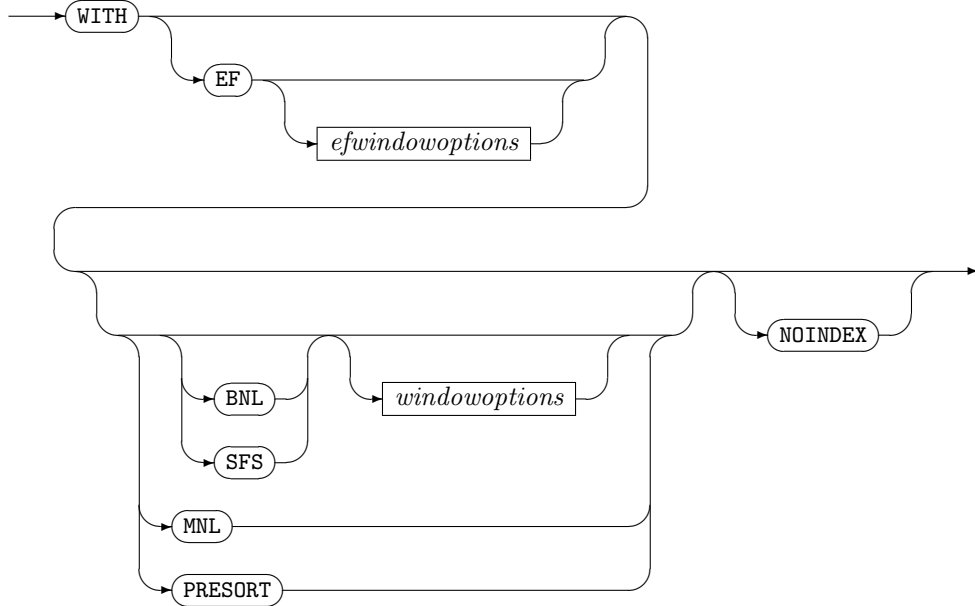 WITH
EF
efwindowoptions
NOINDEX
BNL
windowoptions
SFS
MNL
PRESORT